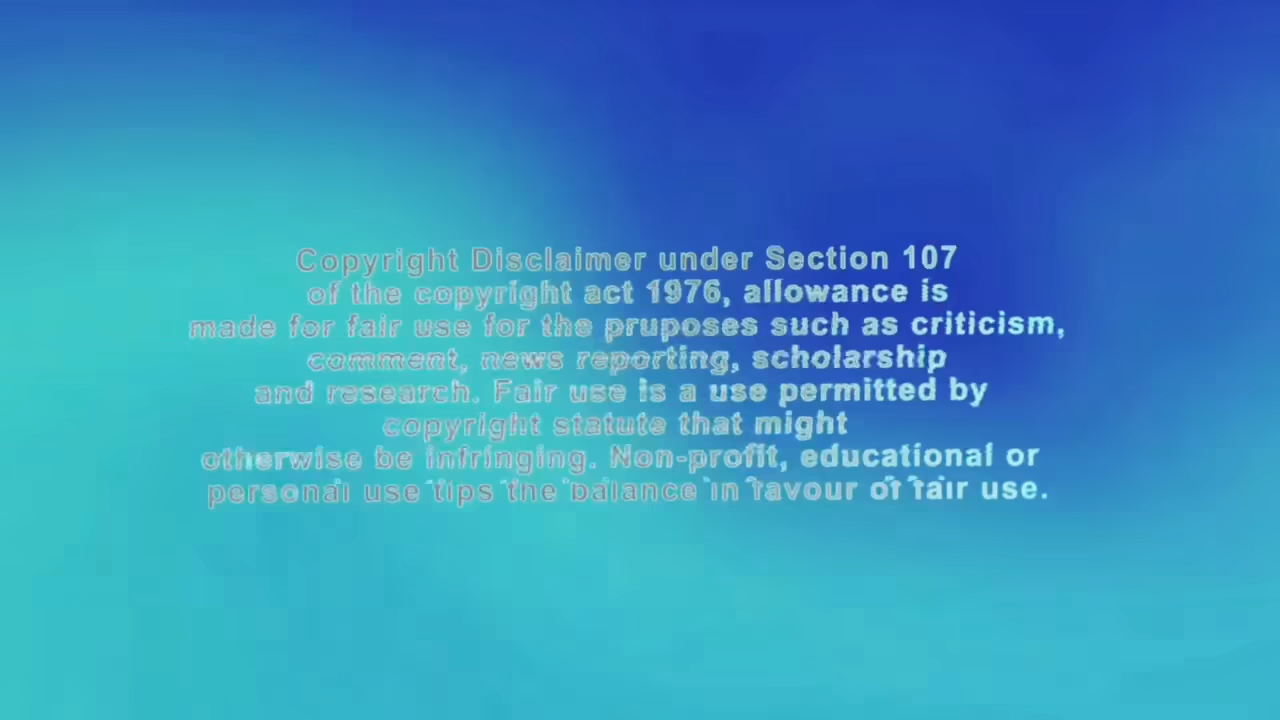 Copyright Disclaimer under Section 107
of the copyright act 1976, allowance is
made for fair use for the pruposes such as criticism,
comment, news reporting, scholarship
and research. Fair use is a use permitted by
copyright statute that might
otherwise be infringing. Non-profit, educational or
personal use tips the balance in favour of fair use.